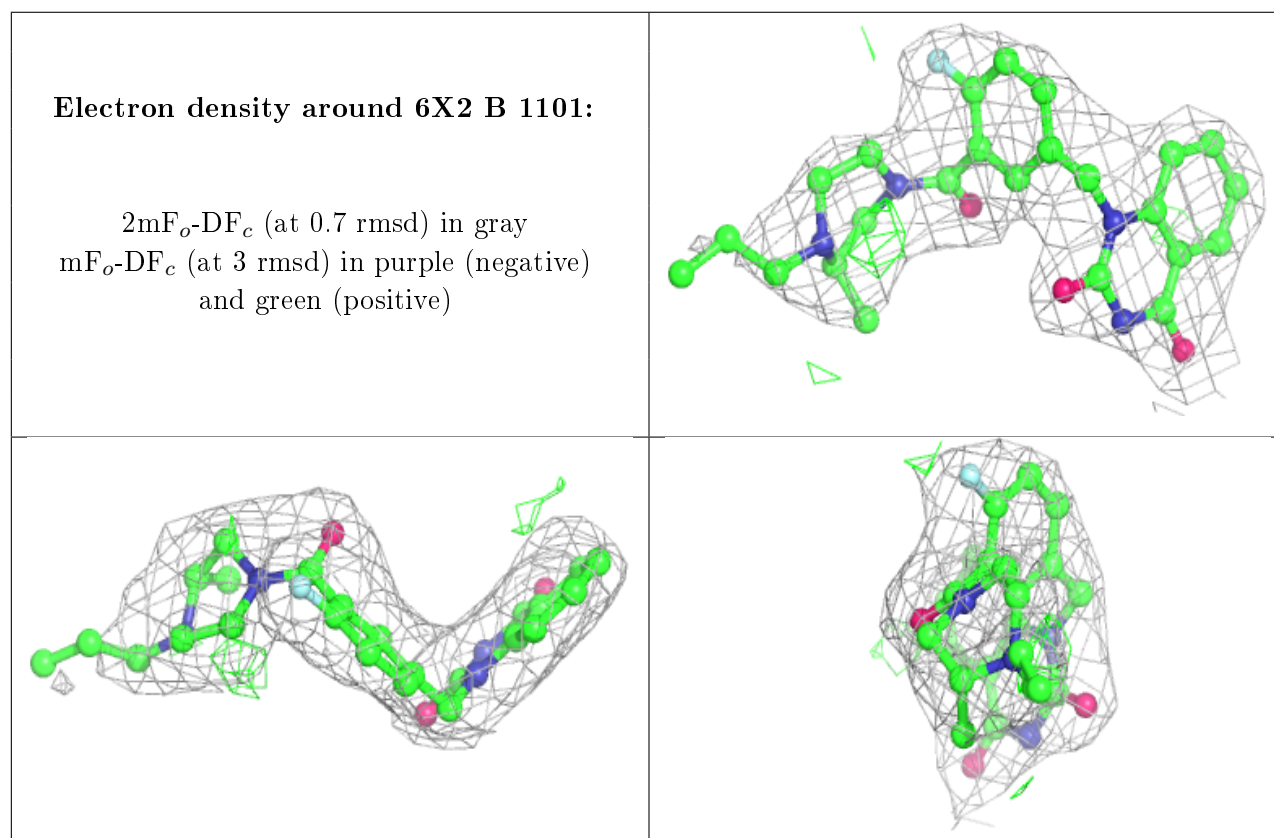 Electron density around 6X2 B 1101:
2mFₒ-DF𝒸 (at 0.7 rmsd) in gray
mFₒ-DF𝒸 (at 3 rmsd) in purple (negative)
and green (positive)